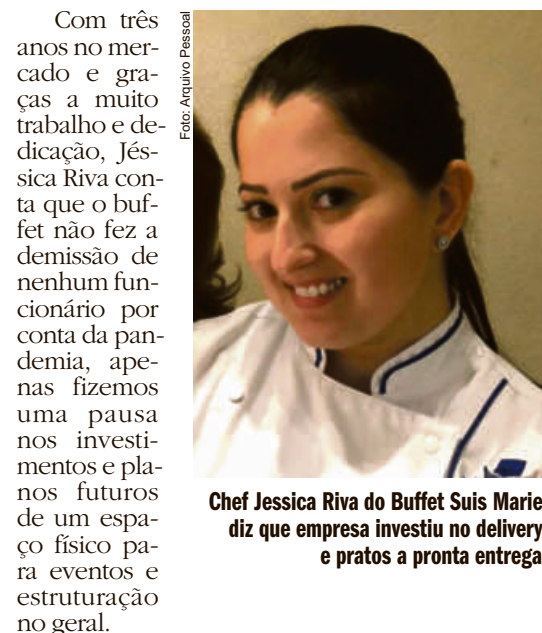 Com três
anos no mer-
cado e gra-
ças a muito
trabalho e de-
dicação, Jés-
sica Riva con-
ta que o buf-
fet não fez a
demissão de
nenhum fun-
cionário por
conta da pan-
demia, ape-
nas fizemos
uma pausa
nos investi-
mentos e pla-
nos futuros
de um espa-
ço físico pa-
ra eventos e
estruturação
no geral.
Foto: Arquivo Pessoal
Chef Jessica Riva do Buffet Suis Marie
diz que empresa investiu no delivery
e pratos a pronta entrega